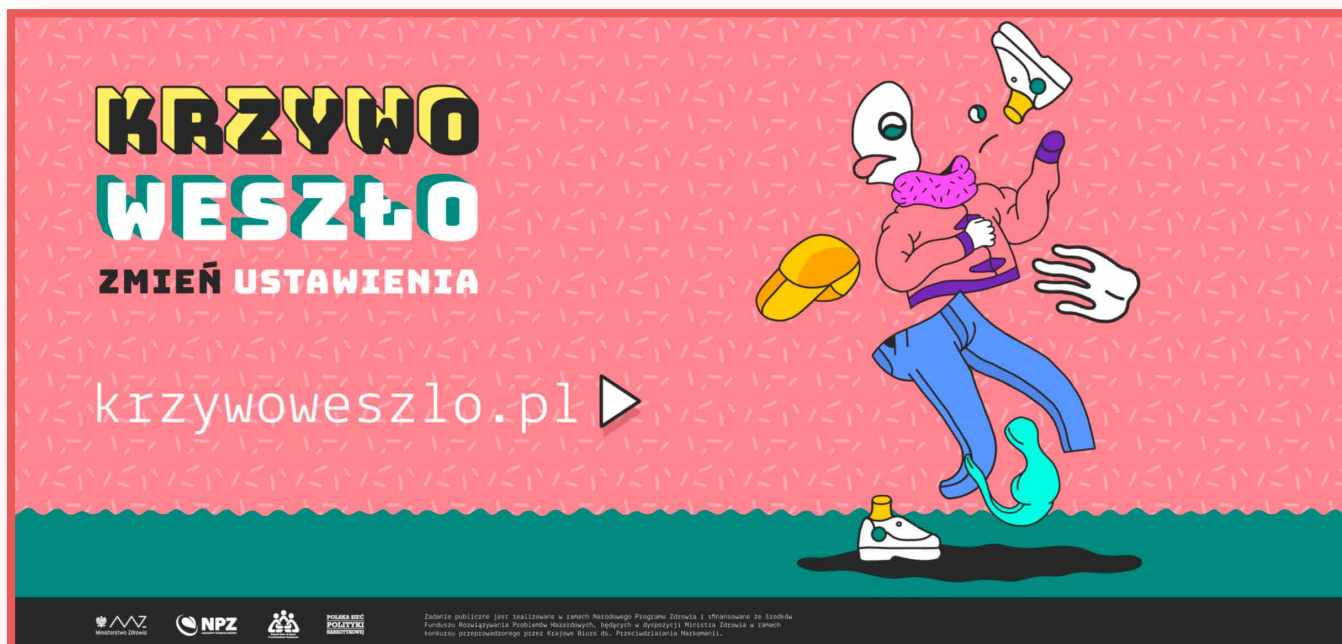 KRZYWO
WESZŁO
ZMIEŃ USTAWIENIA
krzywoweszlo.pl
Ministerstwo Zdrowia
NPZ
POLSKA SIEĆ
POLITYKI
NARKOTYKOWEJ
Zadanie publiczne jest realizowane w ramach Narodowego Programu Zdrowia i sfinansowane ze środków
Funduszu Rozwiązywania Problemów Hazardowych, będących w dyspozycji Ministra Zdrowia w ramach
konkursu przeprowadzonego przez Krajowe Biuro ds. Przeciwdziałania Narkomanii.